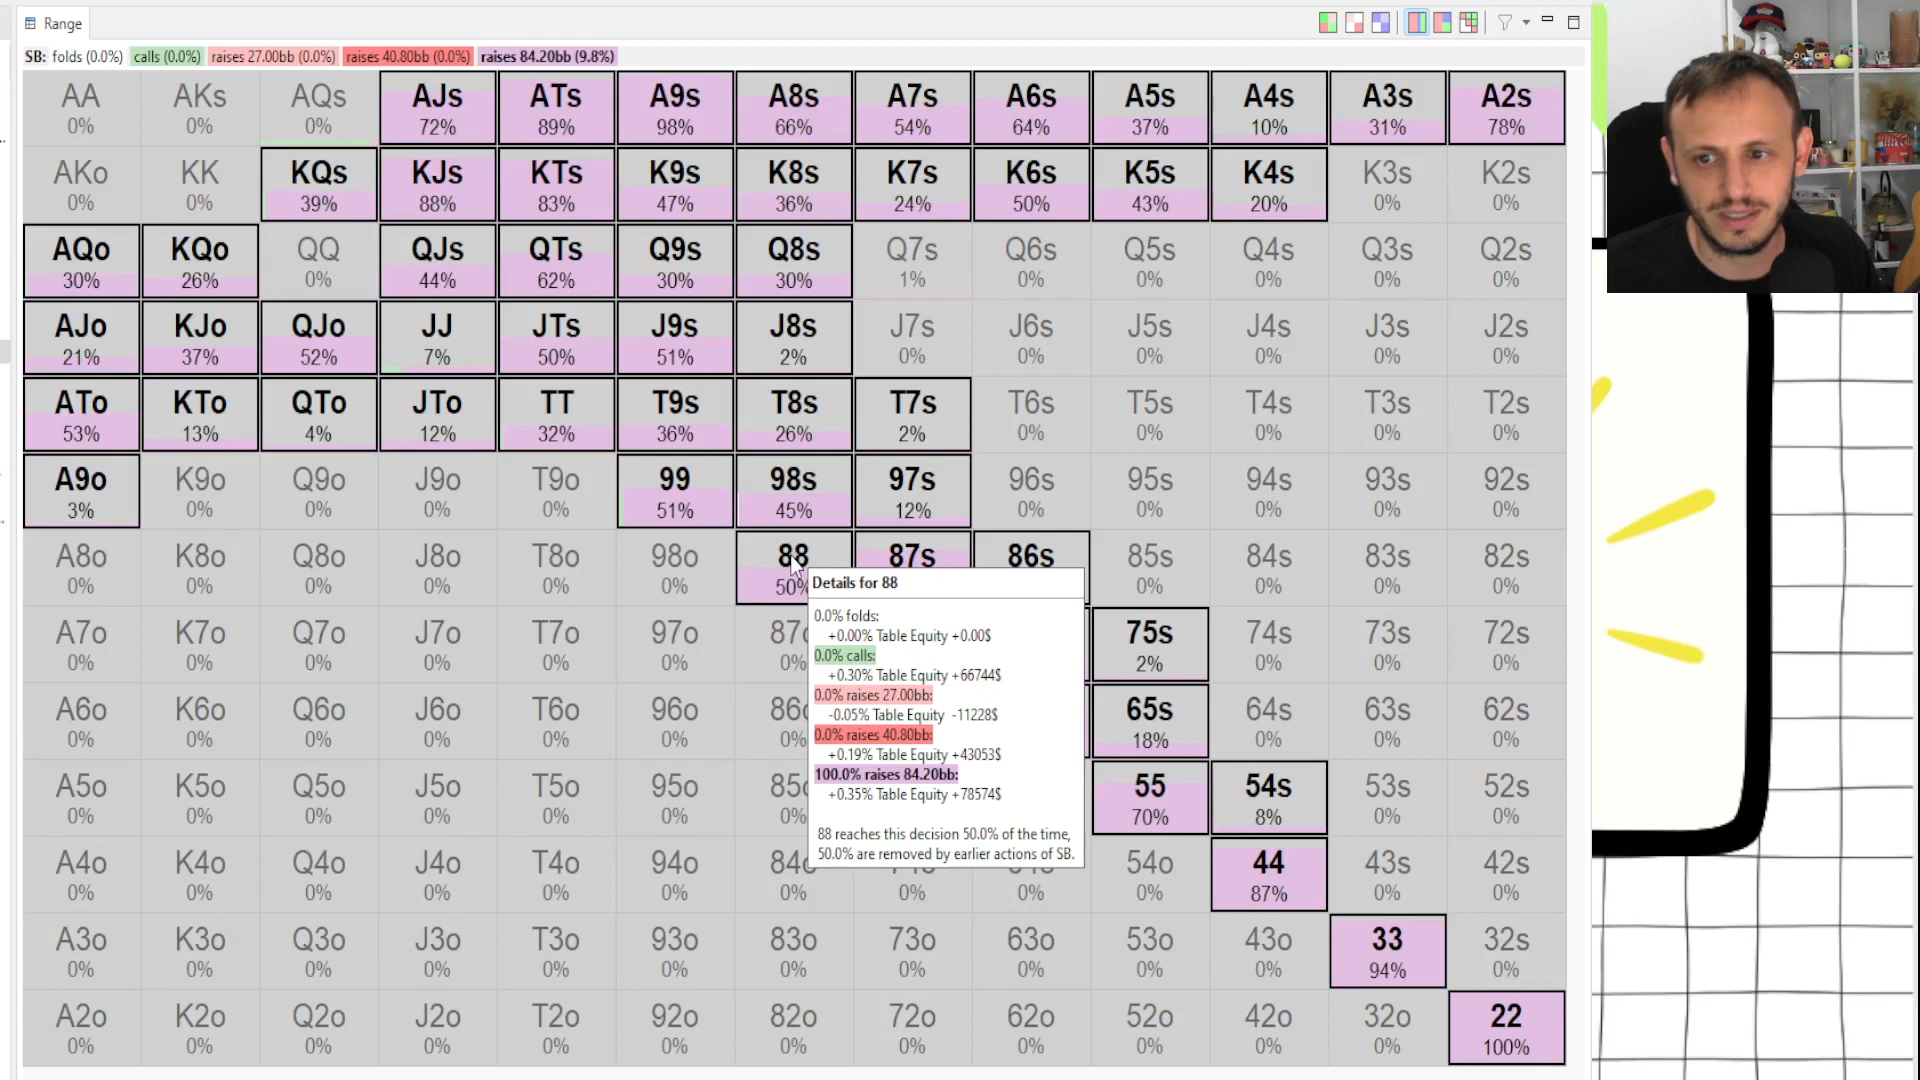 Range
SB: folds (0.0%) calls (0.0%) raises 27.00bb (0.0%) raises 40.80bb (0.0%) raises 84.20bb (9.8%)
AA AKs AQs AJs ATs A9s A8s A7s A6s A5s A4s A3s A2s
0% 0% 0% 72% 89% 98% 66% 54% 64% 37% 10% 31% 78%
AKo KK KQs KJs KTs K9s K8s K7s K6s K5s K4s K3s K2s
0% 0% 39% 88% 83% 47% 36% 24% 50% 43% 20% 0% 0%
AQo KQo QQ QJs QTs Q9s Q8s Q7s Q6s Q5s Q4s Q3s Q2s
30% 26% 0% 44% 62% 30% 30% 1% 0% 0% 0% 0% 0%
AJo KJo QJo JJ JTs J9s J8s J7s J6s J5s J4s J3s J2s
21% 37% 52% 7% 50% 51% 2% 0% 0% 0% 0% 0% 0%
ATo KTo QTo JTo TT T9s T8s T7s T6s T5s T4s T3s T2s
53% 13% 4% 12% 32% 36% 26% 2% 0% 0% 0% 0% 0%
A9o K9o Q9o J9o T9o 99 98s 97s 96s 95s 94s 93s 92s
3% 0% 0% 0% 0% 51% 45% 12% 0% 0% 0% 0% 0%
A8o K8o Q8o J8o T8o 98o 88 87s 86s 85s 84s 83s 82s
0% 0% 0% 0% 0% 0% 50% 0% 0% 0% 0%
Details for 88
0.0% folds:
+0.00% Table Equity +0.00$
0.0% calls:
+0.30% Table Equity +66744$
0.0% raises 27.00bb:
-0.05% Table Equity -11228$
0.0% raises 40.80bb:
+0.19% Table Equity +43053$
100.0% raises 84.20bb:
+0.35% Table Equity +78574$
88 reaches this decision 50.0% of the time,
50.0% are removed by earlier actions of SB.
A7o K7o Q7o J7o T7o 97o 87o 75s 74s 73s 72s
0% 0% 0% 0% 0% 0% 0% 2% 0% 0% 0%
A6o K6o Q6o J6o T6o 96o 86o 65s 64s 63s 62s
0% 0% 0% 0% 0% 0% 0% 18% 0% 0% 0%
A5o K5o Q5o J5o T5o 95o 85o 55 54s 53s 52s
0% 0% 0% 0% 0% 0% 0% 70% 8% 0% 0%
A4o K4o Q4o J4o T4o 94o 84o 54o 44 43s 42s
0% 0% 0% 0% 0% 0% 0% 0% 0% 0% 87% 0% 0%
A3o K3o Q3o J3o T3o 93o 83o 73o 63o 53o 43o 33 32s
0% 0% 0% 0% 0% 0% 0% 0% 0% 0% 0% 94% 0%
A2o K2o Q2o J2o T2o 92o 82o 72o 62o 52o 42o 32o 22
0% 0% 0% 0% 0% 0% 0% 0% 0% 0% 0% 0% 100%